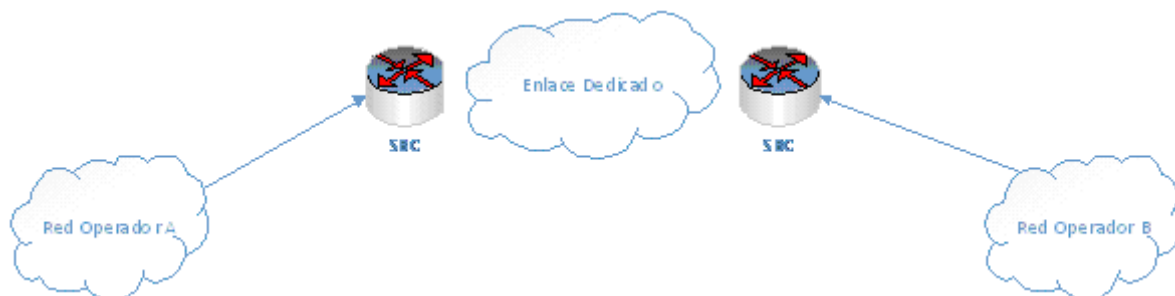 Enlace Dedicado
SBC
SBC
Red Operador A
Red Operador B